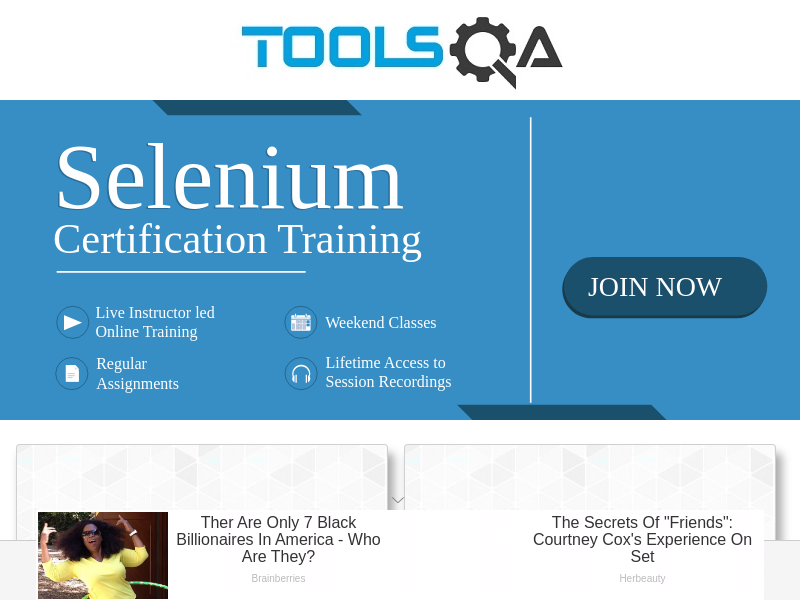 TOOLSQA
Selenium
Certification Training
JOIN NOW
Live Instructor led
Online Training
Weekend Classes
Regular
Assignments
Lifetime Access to
Session Recordings
Ther Are Only 7 Black
Billionaires In America - Who
Are They?
Brainberries
The Secrets Of "Friends":
Courtney Cox's Experience On
Set
Herbeauty